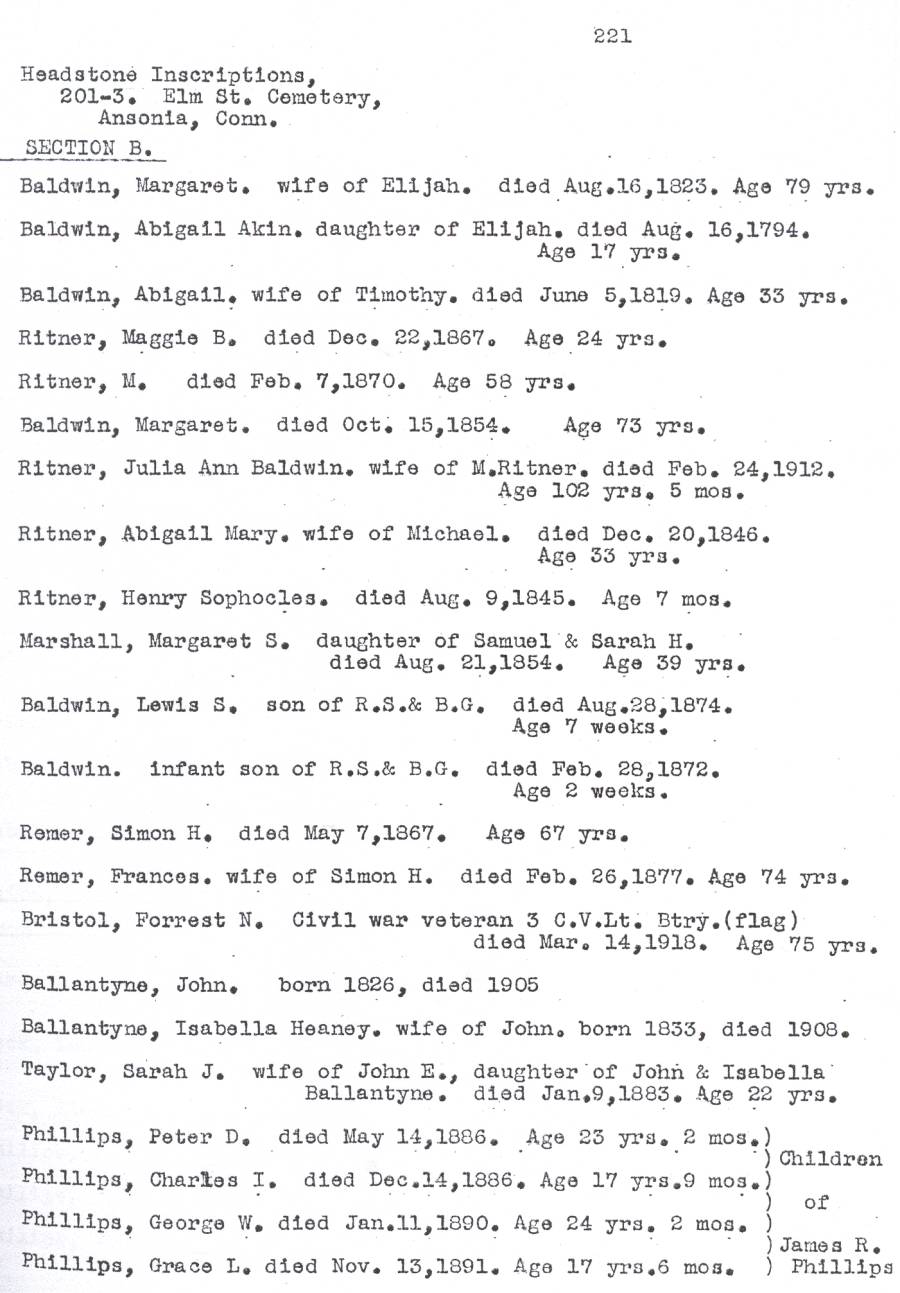 221
Headstone Inscriptions,
201-3. Elm St. Cemetery,
Ansonia, Conn.
SECTION B.
Baldwin, Margaret. wife of Elijah. died Aug.16,1823. Age 79 yrs.
Baldwin, Abigail Akin. daughter of Elijah. died Aug. 16,1794.
Age 17 yrs.
Baldwin, Abigail. wife of Timothy. died June 5,1819. Age 33 yrs.
Ritner, Maggie B. died Dec. 22,1867. Age 24 yrs.
Ritner, M. died Feb. 7,1870. Age 58 yrs.
Baldwin, Margaret. died Oct. 15,1854. Age 73 yrs.
Ritner, Julia Ann Baldwin. wife of M.Ritner. died Feb. 24,1912.
Age 102 yrs. 5 mos.
Ritner, Abigail Mary. wife of Michael. died Dec. 20,1846.
Age 33 yrs.
Ritner, Henry Sophocles. died Aug. 9,1845. Age 7 mos.
Marshall, Margaret S. daughter of Samuel & Sarah H.
died Aug. 21,1854. Age 39 yrs.
Baldwin, Lewis S. son of R.S.& B.G. died Aug.28,1874.
Age 7 weeks.
Baldwin. infant son of R.S.& B.G. died Feb. 28,1872.
Age 2 weeks.
Remer, Simon H. died May 7,1867. Age 67 yrs.
Remer, Frances. wife of Simon H. died Feb. 26,1877. Age 74 yrs.
Bristol, Forrest N. Civil war veteran 3 C.V.Lt. Btry.(flag)
died Mar. 14,1918. Age 75 yrs.
Ballantyne, John. born 1826, died 1905
Ballantyne, Isabella Heaney. wife of John. born 1833, died 1908.
Taylor, Sarah J. wife of John E., daughter of John & Isabella
Ballantyne. died Jan.9,1883. Age 22 yrs.
Phillips, Peter D. died May 14,1886. Age 23 yrs. 2 mos.)
) Children
Phillips, Charles I. died Dec.14,1886. Age 17 yrs.9 mos.)
) of
Phillips, George W. died Jan.11,1890. Age 24 yrs. 2 mos. )
) James R.
Phillips, Grace L. died Nov. 13,1891. Age 17 yrs.6 mos. ) Phillips